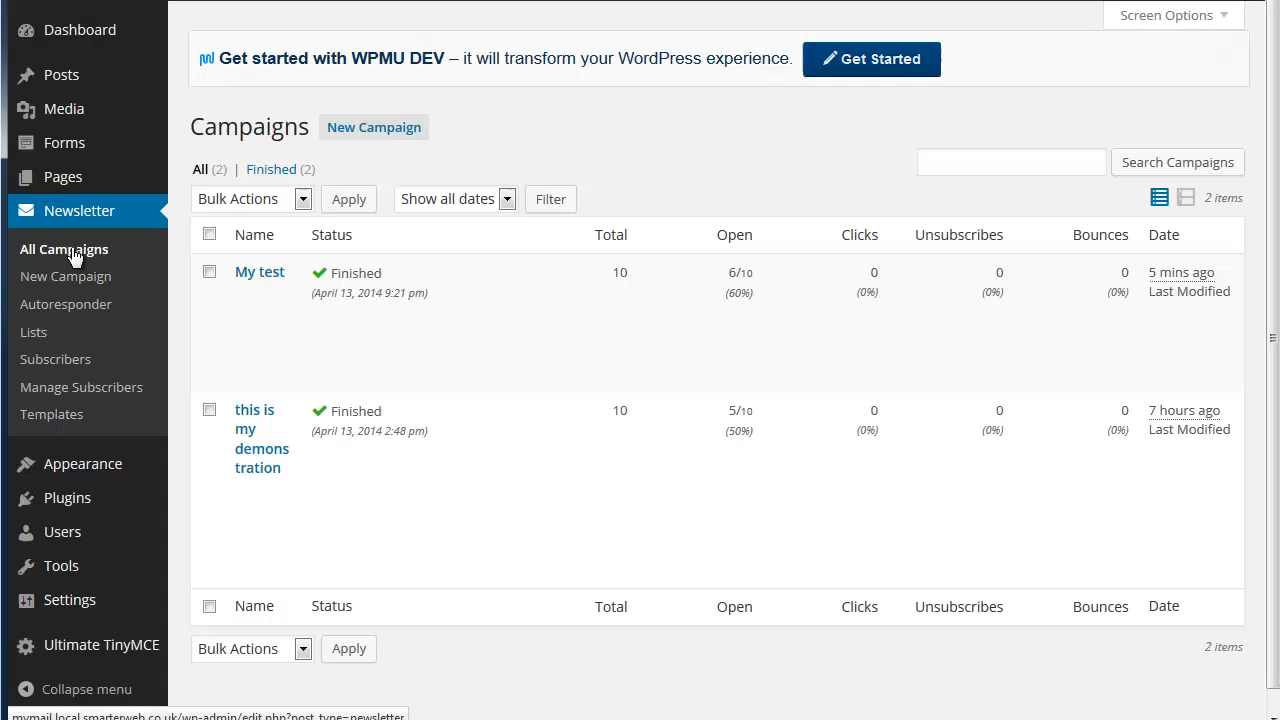 Dashboard
Posts
Media
Forms
Pages
Newsletter
All Campaigns
New Campaign
Autoresponder
Lists
Subscribers
Manage Subscribers
Templates
Appearance
Plugins
Users
Tools
Settings
Ultimate TinyMCE
Collapse menu
Screen Options
Get started with WPMU DEV – it will transform your WordPress experience. Get Started
Campaigns New Campaign
All (2) | Finished (2)
Search Campaigns
Bulk Actions Apply Show all dates Filter 2 items
Name Status Total Open Clicks Unsubscribes Bounces Date
My test Finished 10 6/10 0 0 0 5 mins ago
(April 13, 2014 9:21 pm) (60%) (0%) (0%) (0%) Last Modified
this is Finished 10 5/10 0 0 0 7 hours ago
my (April 13, 2014 2:48 pm) (50%) (0%) (0%) (0%) Last Modified
demons
tration
Name Status Total Open Clicks Unsubscribes Bounces Date
Bulk Actions Apply 2 items
mymail.local.smarterweb.co.uk/wp-admin/edit.php?post_type=newsletter